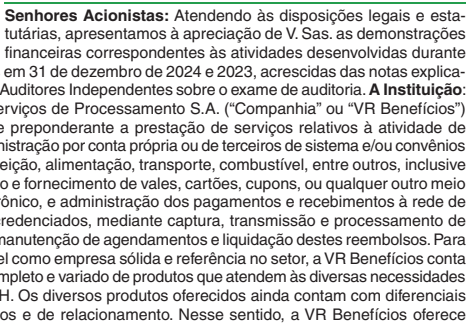 Senhores Acionistas: Atendendo às disposições legais e esta-
tutárias, apresentamos à apreciação de V. Sas. as demonstrações
financeiras correspondentes às atividades desenvolvidas durante
em 31 de dezembro de 2024 e 2023, acrescidas das notas explica-
Auditores Independentes sobre o exame de auditoria. A Instituição:
erviços de Processamento S.A. (“Companhia” ou “VR Benefícios”)
e preponderante a prestação de serviços relativos à atividade de
nistração por conta própria ou de terceiros de sistema e/ou convênios
eição, alimentação, transporte, combustível, entre outros, inclusive
o e fornecimento de vales, cartões, cupons, ou qualquer outro meio
rônico, e administração dos pagamentos e recebimentos à rede de
credenciados, mediante captura, transmissão e processamento de
manutenção de agendamentos e liquidação destes reembolsos. Para
el como empresa sólida e referência no setor, a VR Benefícios conta
mpleto e variado de produtos que atendem às diversas necessidades
H. Os diversos produtos oferecidos ainda contam com diferenciais
os e de relacionamento. Nesse sentido, a VR Benefícios oferece